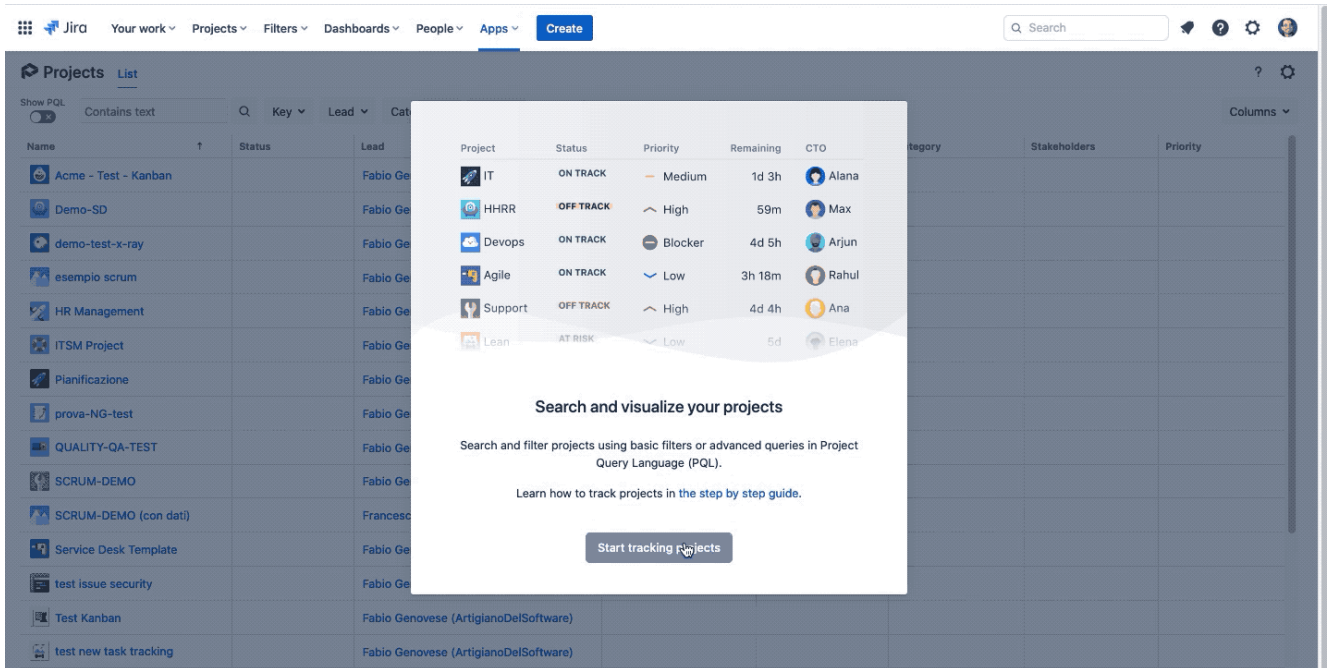 Jira Your work Projects Filters Dashboards People Apps Create Search
Projects List
Show PQL
Contains text Key Lead Columns
Name Status Lead Stakeholders Priority
Acme - Test - Kanban
Demo-SD
demo-test-x-ray
esempio scrum
HR Management
ITSM Project
Pianificazione
prova-NG-test
QUALITY-QA-TEST
SCRUM-DEMO
SCRUM-DEMO (con dati)
Service Desk Template
test issue security
Test Kanban Fabio Genovese (ArtigianoDelSoftware)
test new task tracking Fabio Genovese (ArtigianoDelSoftware)
Project Status Priority Remaining CTO
IT ON TRACK Medium 1d 3h Alana
HHRR OFF TRACK High 59m Max
Devops ON TRACK Blocker 4d 5h Arjun
Agile ON TRACK Low 3h 18m Rahul
Support OFF TRACK High 4d 4h Ana
Lean AT RISK Low 5d Elena
Search and visualize your projects
Search and filter projects using basic filters or advanced queries in Project
Query Language (PQL).
Learn how to track projects in the step by step guide.
Start tracking projects